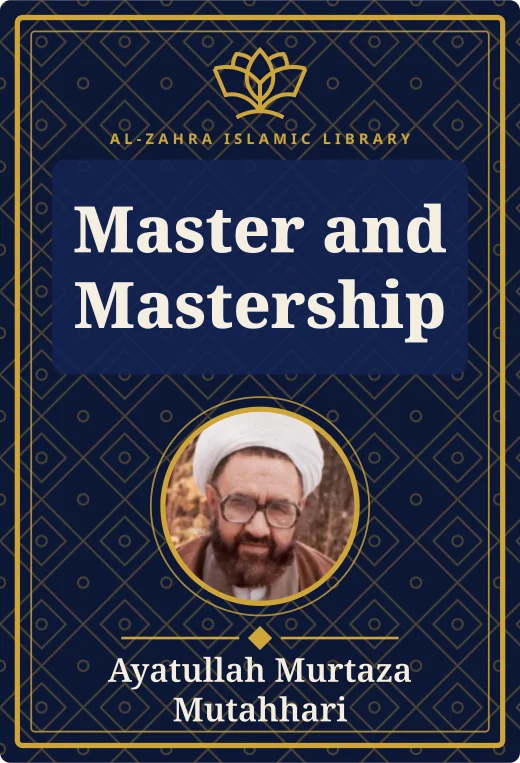 AL-ZAHRA ISLAMIC LIBRARY
Master and
Mastership
Ayatullah Murtaza
Mutahhari